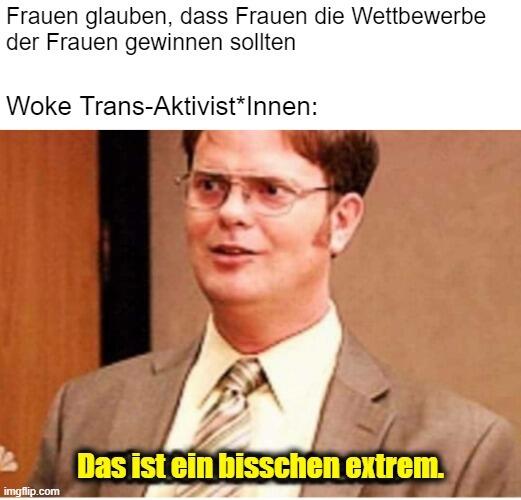 Frauen glauben, dass Frauen die Wettbewerbe
der Frauen gewinnen sollten
Woke Trans-Aktivist*Innen:
Das ist ein bisschen extrem.
imgflip.com